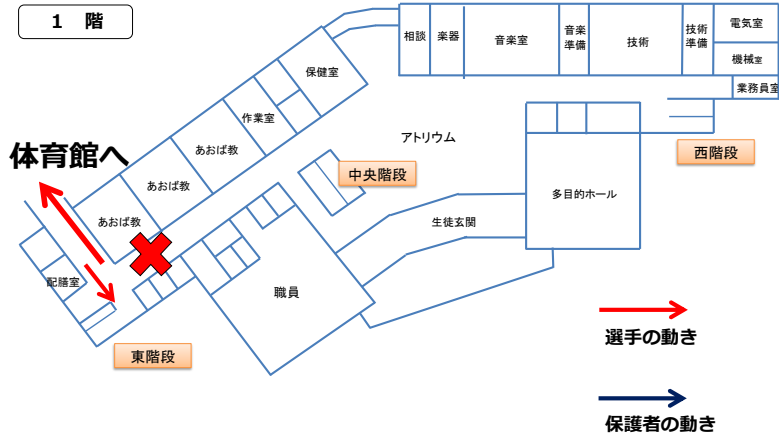 1 階
相談
楽器
音楽室
音楽
準備
技術
技術
準備
電気室
機械室
業務員室
保健室
作業室
あおば教
あおば教
あおば教
アトリウム
体育館へ
中央階段
西階段
多目的ホール
生徒玄関
配膳室
職員
東階段
選手の動き
保護者の動き